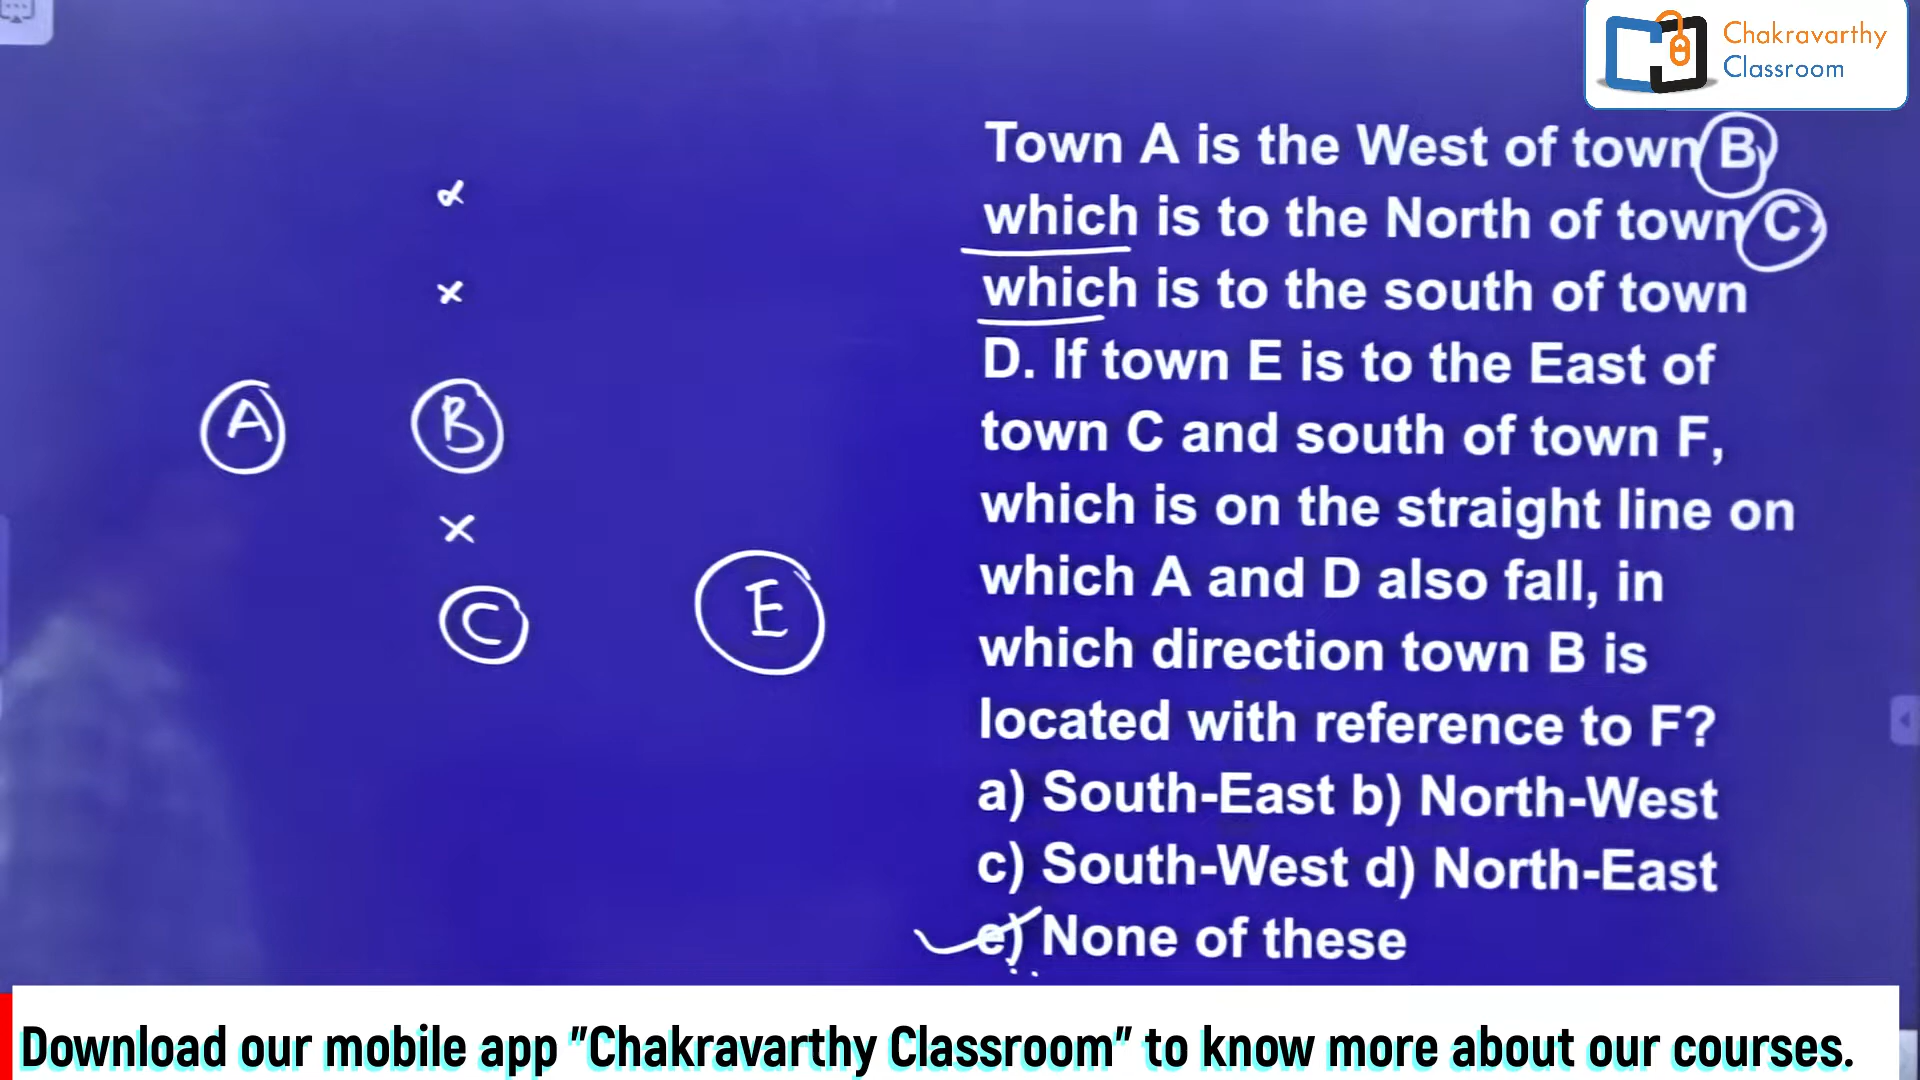 Chakravarthy
Classroom
Town A is the West of town B,
which is to the North of town C,
which is to the south of town
D. If town E is to the East of
town C and south of town F,
which is on the straight line on
which A and D also fall, in
which direction town B is
located with reference to F?
a) South-East b) North-West
c) South-West d) North-East
e) None of these
x
x
A B
x
C E
Download our mobile app "Chakravarthy Classroom" to know more about our courses.